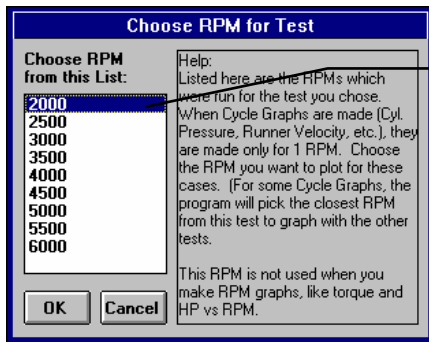 Choose RPM for Test
Choose RPM
from this List:
2000
2500
3000
3500
4000
4500
5000
5500
6000
OK
Cancel
Help:
Listed here are the RPMs which
were run for the test you chose.
When Cycle Graphs are made (Cyl.
Pressure, Runner Velocity, etc.), they
are made only for 1 RPM.  Choose
the RPM you want to plot for these
cases.  (For some Cycle Graphs, the
program will pick the closest RPM
from this test to graph with the other
tests.
This RPM is not used when you
make RPM graphs, like torque and
HP vs RPM.